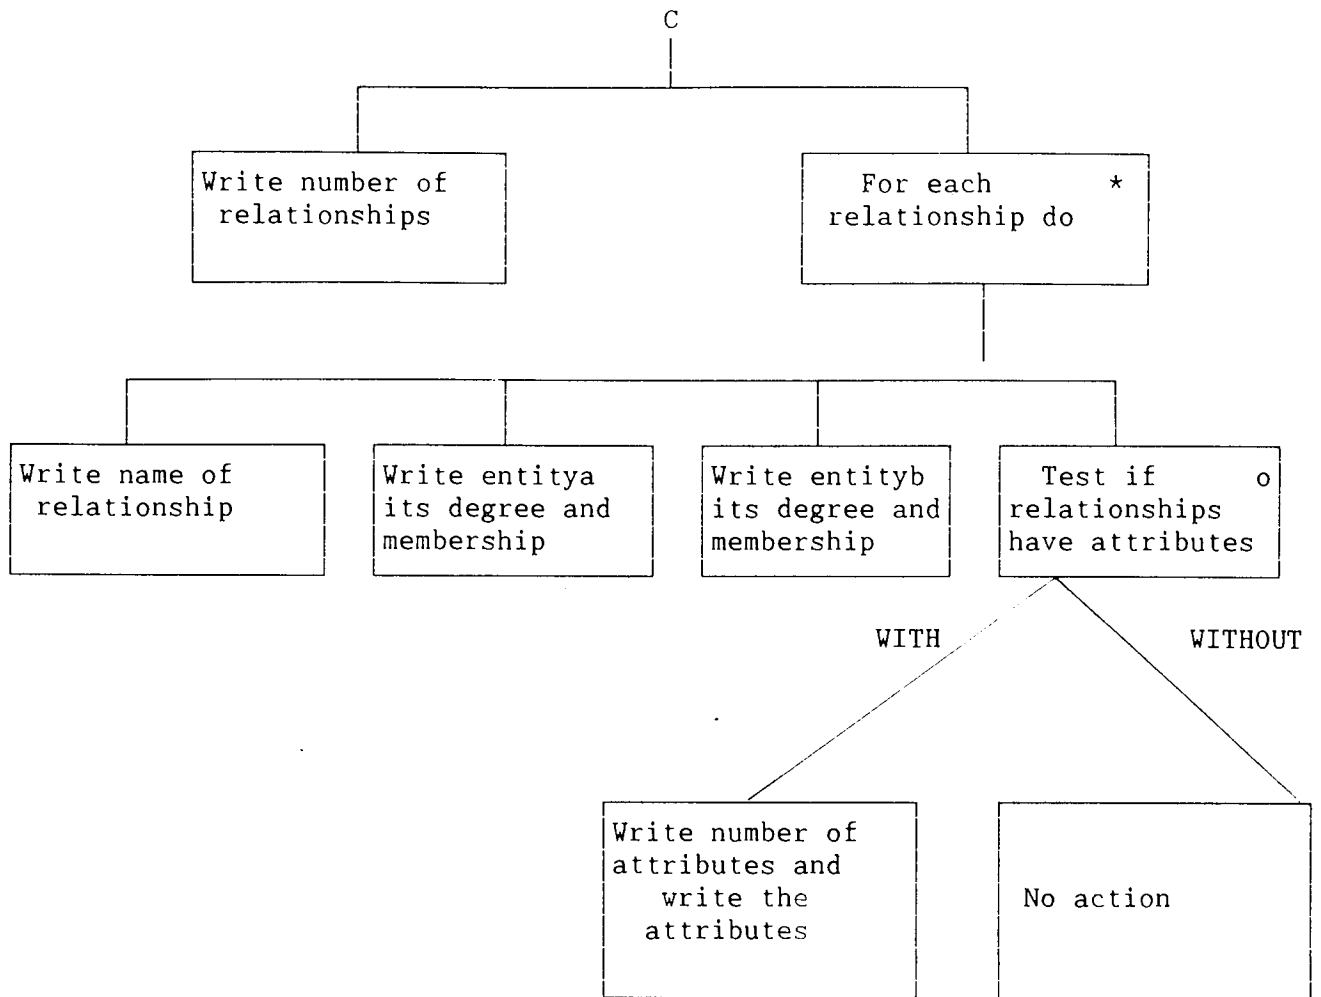 C
Write number of
relationships
For each *
relationship do
Write name of
relationship
Write entitya
its degree and
membership
Write entityb
its degree and
membership
Test if o
relationships
have attributes
WITH
WITHOUT
Write number of
attributes and
write the
attributes
No action